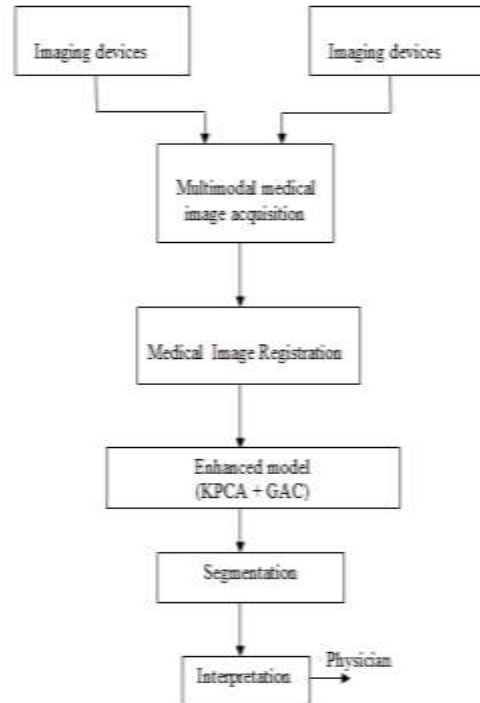 Imaging devices
Imaging devices
Multimodal medical
image acquisition
Medical Image Registration
Enhanced model
(KPCA + GAC)
Segmentation
Interpretation
Physician